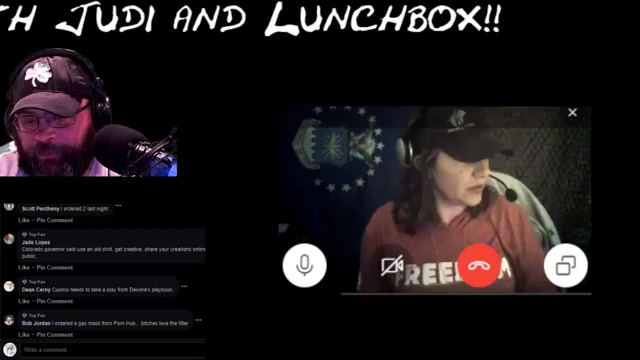 TH JUDI AND LUNCHBOX!!
Scott Pentheny I ordered 2 last night
Like · Pin Comment
Top Fan
Jade Lopez
Colorado governor said use an old shirt, get creative, share your creations online
public.
Like · Pin Comment
Top Fan
Dean Cerny Cuomo needs to take a play from Dewine's playbook.
Like · Pin Comment
Top Fan
Bob Jordan I ordered a gas mask from Porn Hub... bitches love the filter
Like · Pin Comment
Write a comment...
FREEDOM